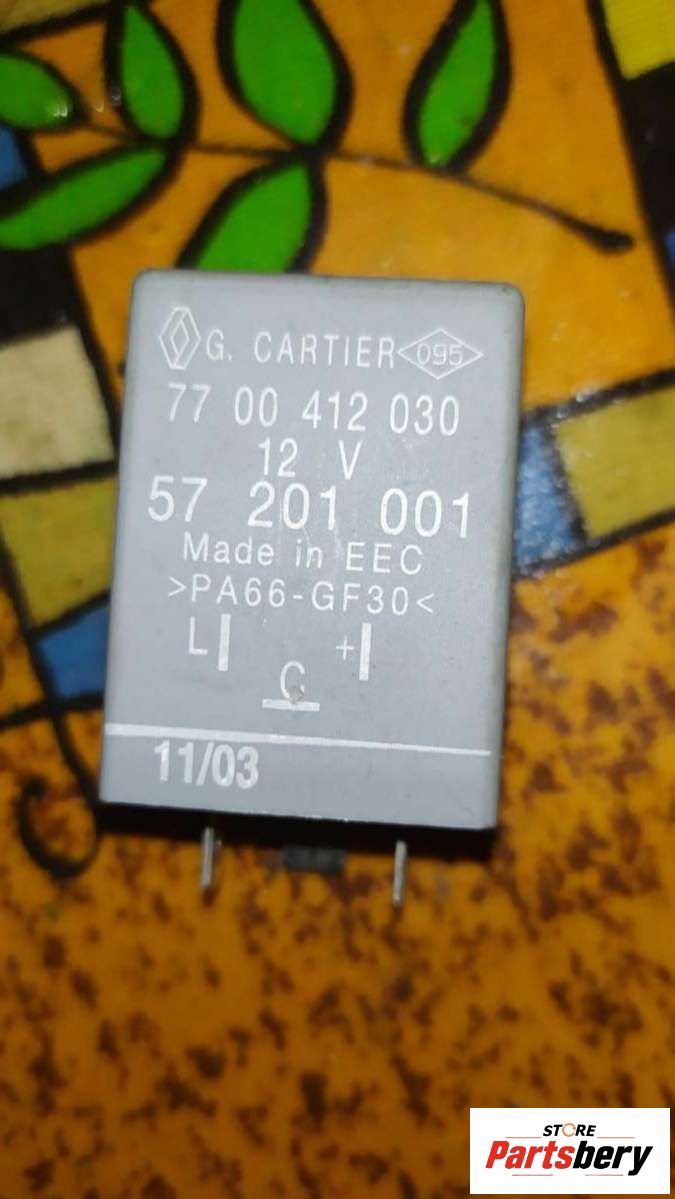 G. CARTIER 095
77 00 412 030
12 V
57 201 001
Made in EEC
>PA66-GF30<
L +
C
11/03
STORE
Partsbery